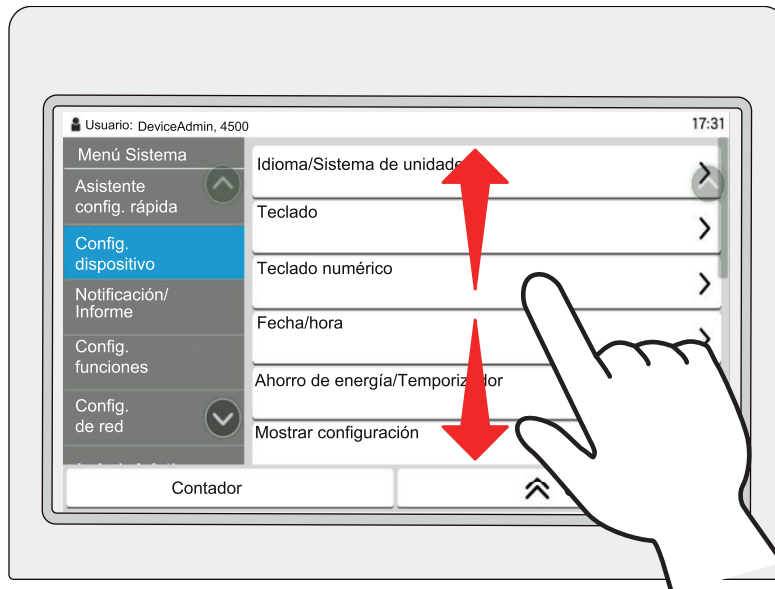 Usuario: DeviceAdmin, 4500
17:31
Menú Sistema
Asistente
config. rápida
Config.
dispositivo
Notificación/
Informe
Config.
funciones
Config.
de red
Idioma/Sistema de
Teclado
Teclado numérico
Fecha/hora
Ahorro de energía/Temporizador
Mostrar configuración
Contador